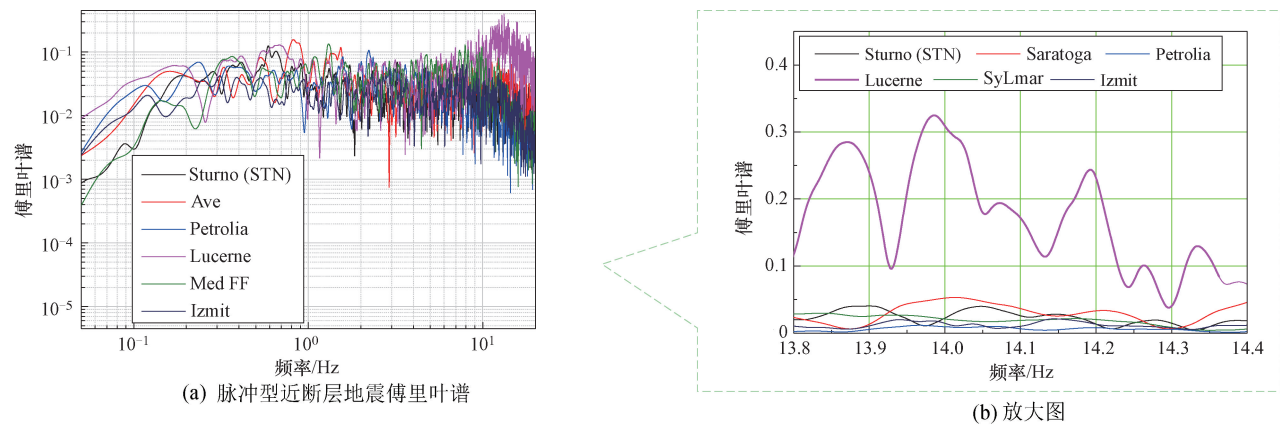 10⁻¹
10⁻²
10⁻³
10⁻⁴
10⁻⁵
傅里叶谱
Sturno (STN)
Ave
Petrolia
Lucerne
Med FF
Izmit
10⁻¹
10⁰
10¹
频率/Hz
(a) 脉冲型近断层地震傅里叶谱
0.4
0.3
0.2
0.1
0
傅里叶谱
Sturno (STN) Saratoga Petrolia
Lucerne SyLmar Izmit
13.8 13.9 14.0 14.1 14.2 14.3 14.4
频率/Hz
(b) 放大图